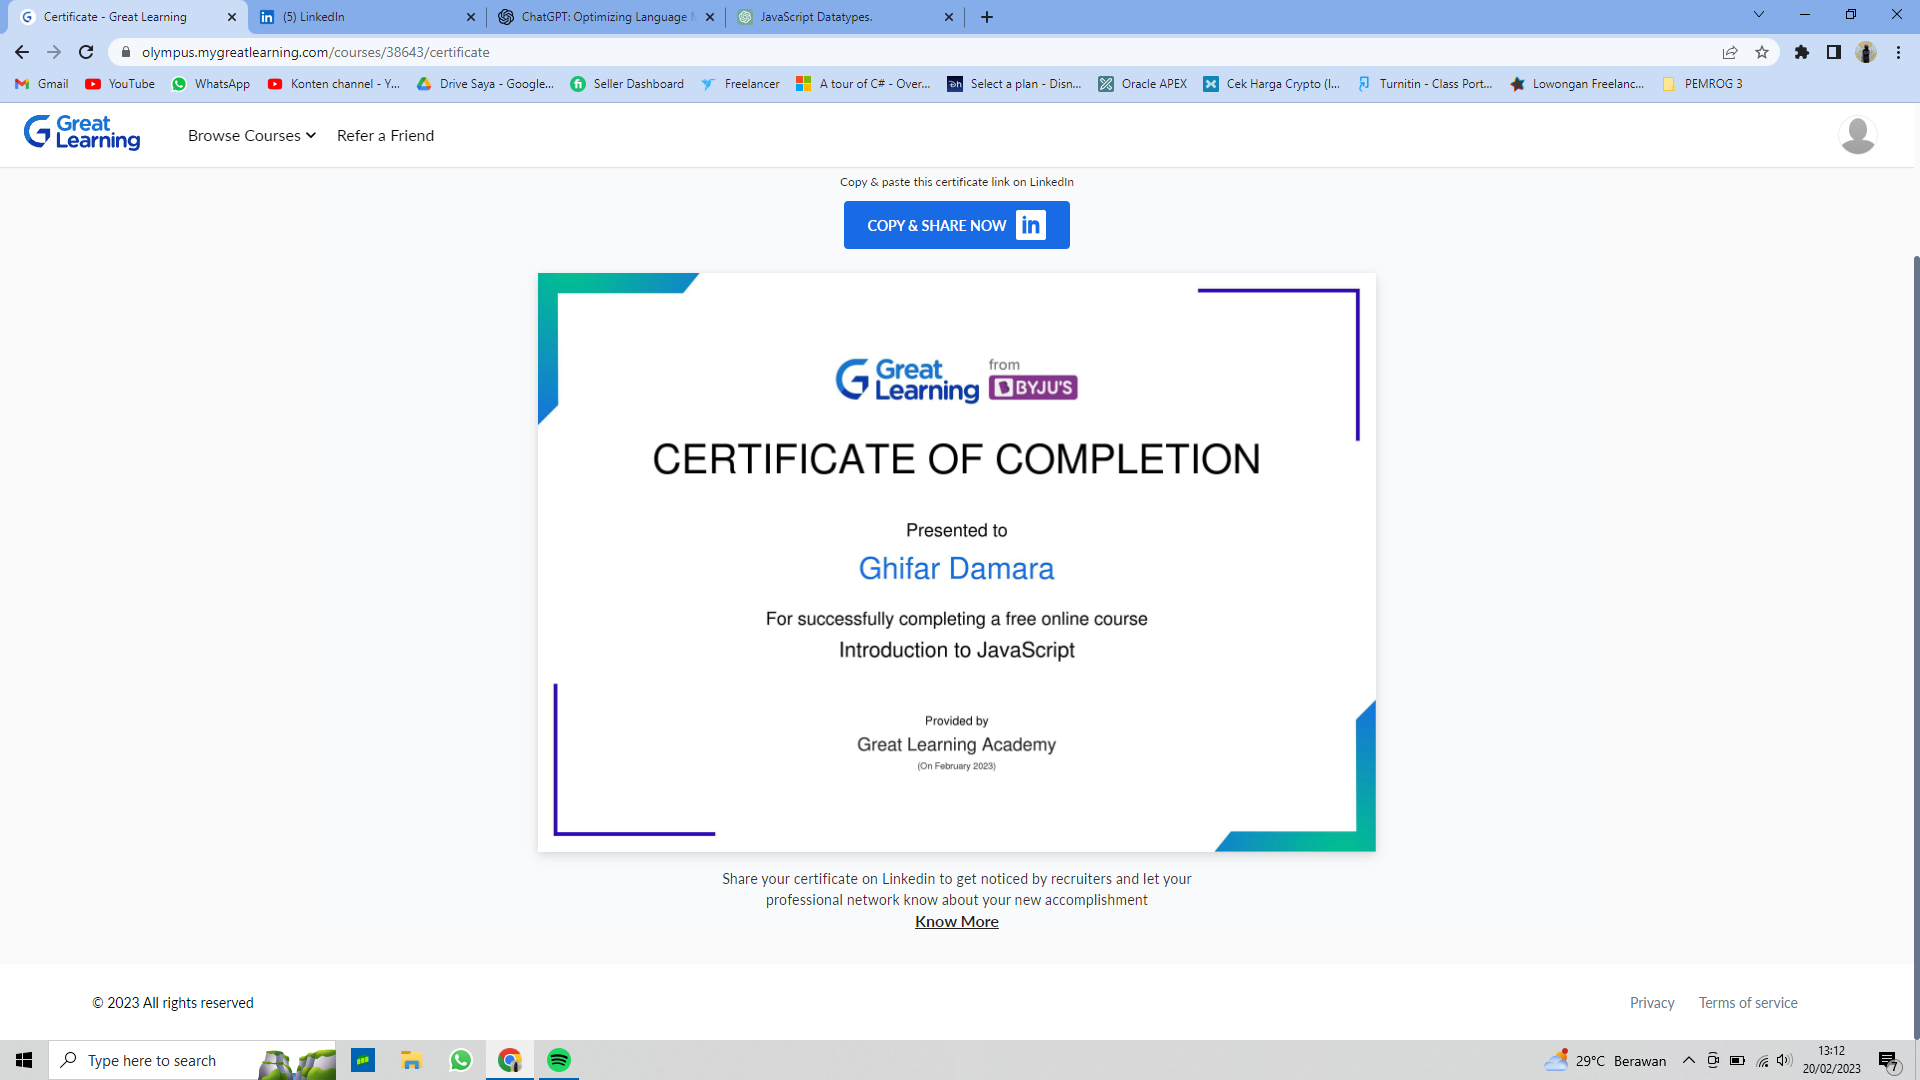 Certificate - Great Learning
(5) LinkedIn
ChatGPT: Optimizing Language
JavaScript Datatypes.
olympus.mygreatlearning.com/courses/38643/certificate
Gmail
YouTube
WhatsApp
Konten channel - Y...
Drive Saya - Google...
Seller Dashboard
Freelancer
A tour of C# - Over...
Select a plan - Disn...
Oracle APEX
Cek Harga Crypto (I...
Turnitin - Class Port...
Lowongan Freelanc...
PEMROG 3
Great
Learning
Browse Courses
Refer a Friend
Copy & paste this certificate link on LinkedIn
COPY & SHARE NOW in
Great
Learning
from
BYJU'S
CERTIFICATE OF COMPLETION
Presented to
Ghifar Damara
For successfully completing a free online course
Introduction to JavaScript
Provided by
Great Learning Academy
(On February 2023)
Share your certificate on Linkedin to get noticed by recruiters and let your
professional network know about your new accomplishment
Know More
© 2023 All rights reserved
Privacy
Terms of service
Type here to search
29°C Berawan
13:12
20/02/2023
7